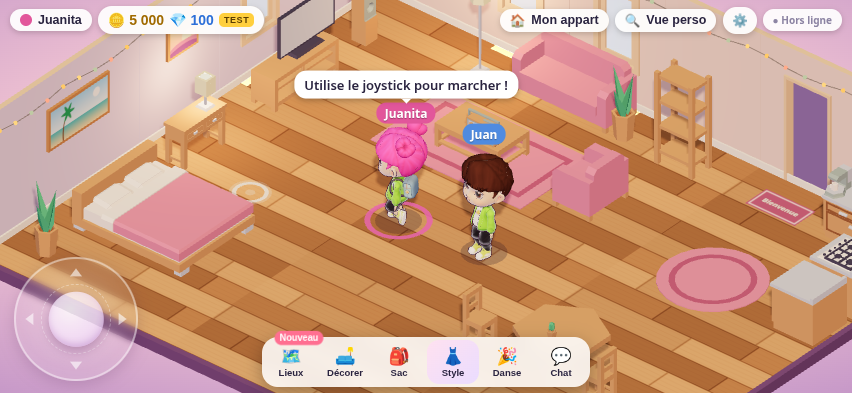 Juanita
5 000
100
TEST
Mon appart
Vue perso
Hors ligne
Utilise le joystick pour marcher !
Juanita
Juan
Bienvenue
Nouveau
Lieux
Décorer
Sac
Style
Danse
Chat